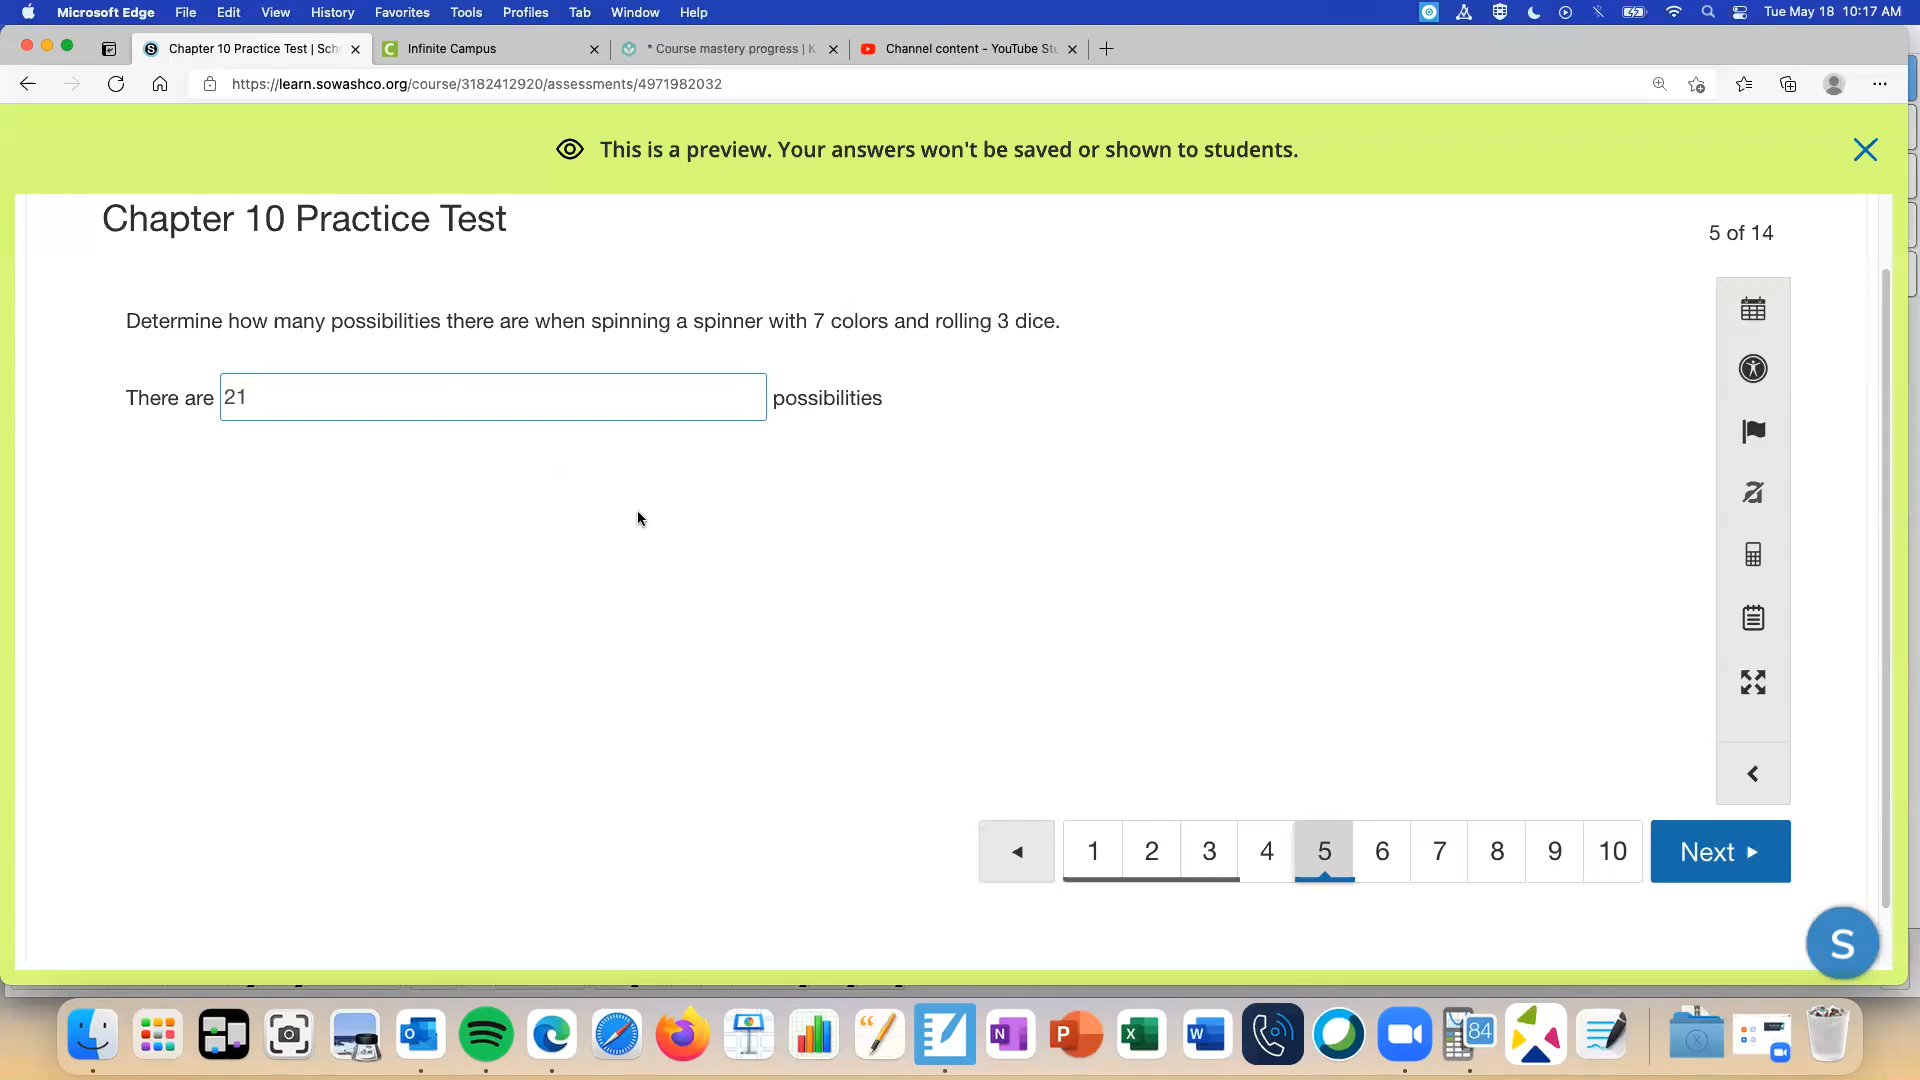 Microsoft Edge File Edit View History Favorites Tools Profiles Tab Window Help Tue May 18 10:17 AM
Chapter 10 Practice Test | Sch Infinite Campus * Course mastery progress | K Channel content - YouTube St
https://learn.sowashco.org/course/3182412920/assessments/4971982032
This is a preview. Your answers won't be saved or shown to students.
Chapter 10 Practice Test
5 of 14
Determine how many possibilities there are when spinning a spinner with 7 colors and rolling 3 dice.
There are 21 possibilities
1 2 3 4 5 6 7 8 9 10 Next
S
84